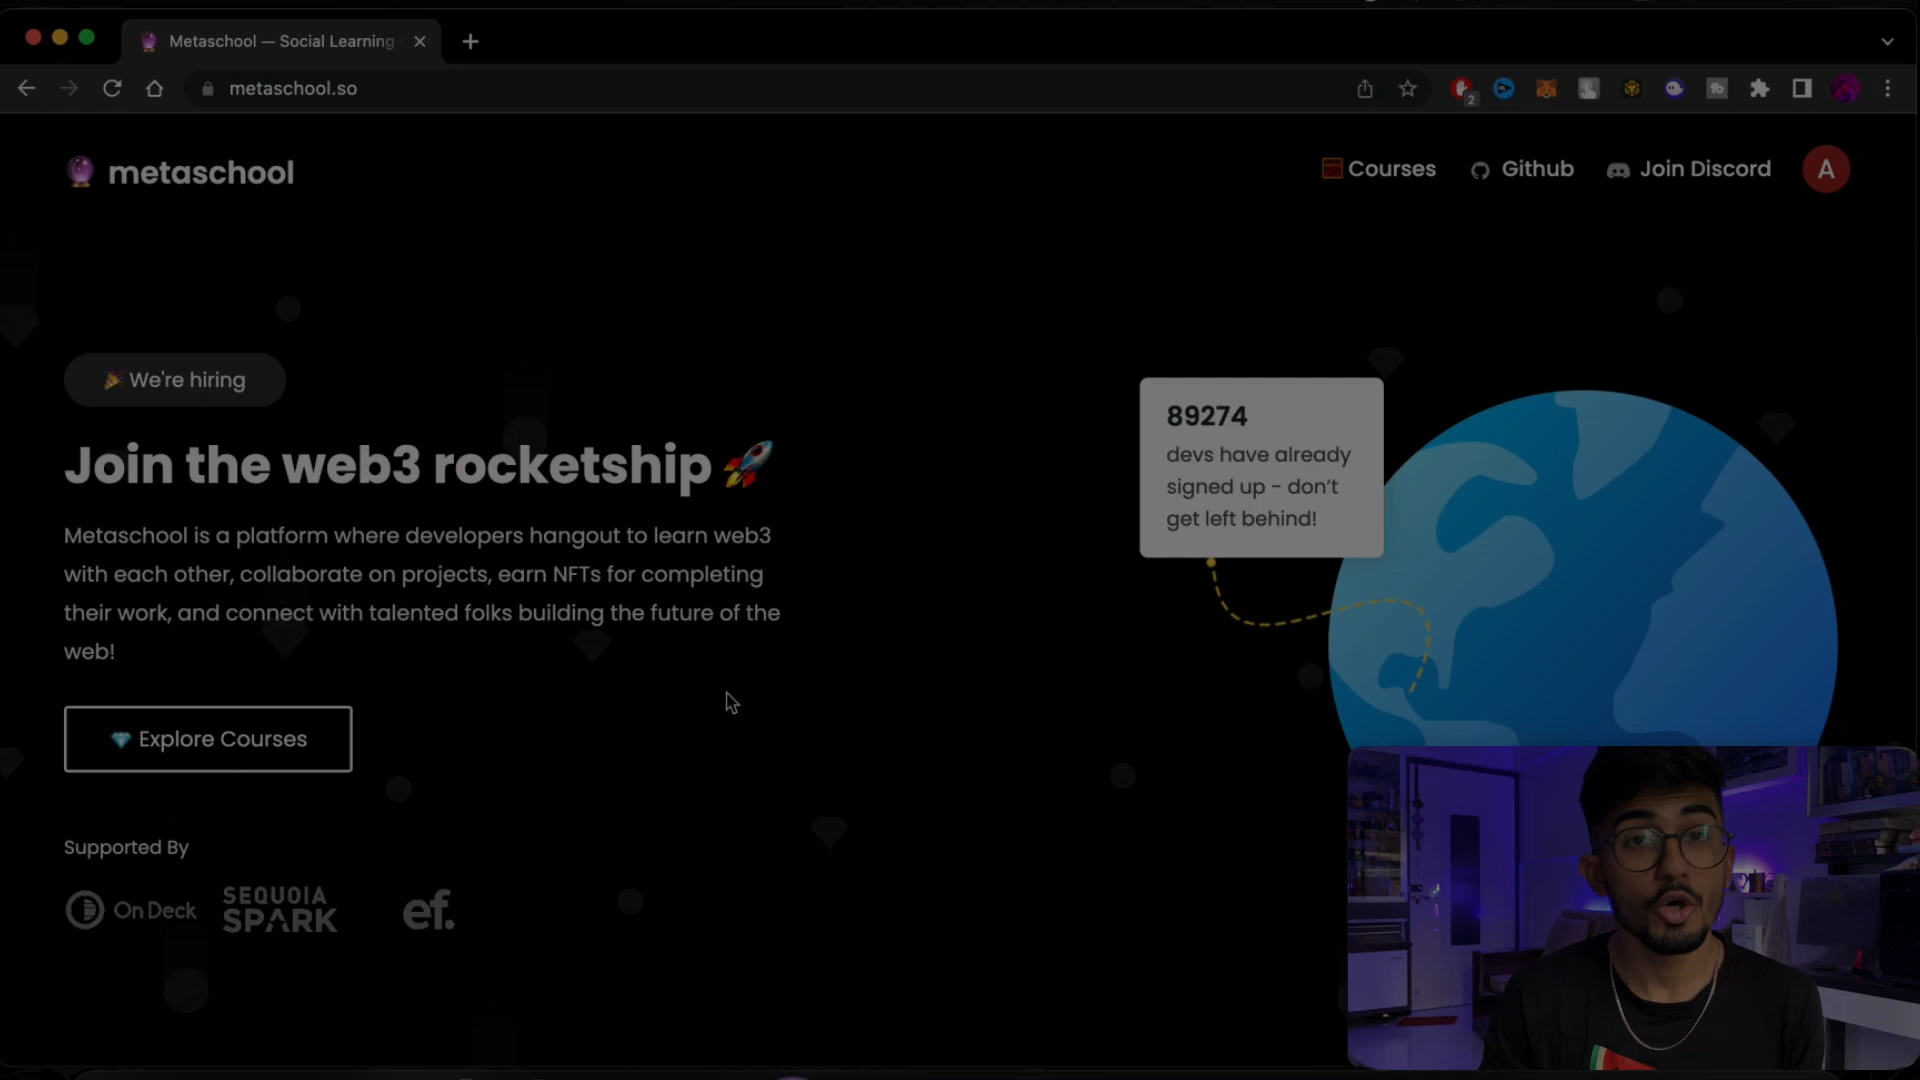 Metaschool — Social Learning
metaschool.so
2
metaschool
Courses
Github
Join Discord
A
🎉 We're hiring
89274
devs have already
signed up - don't
get left behind!
Join the web3 rocketship 🚀
Metaschool is a platform where developers hangout to learn web3
with each other, collaborate on projects, earn NFTs for completing
their work, and connect with talented folks building the future of the
web!
💎 Explore Courses
Supported By
On Deck
SEQUOIA
SPARK
ef.